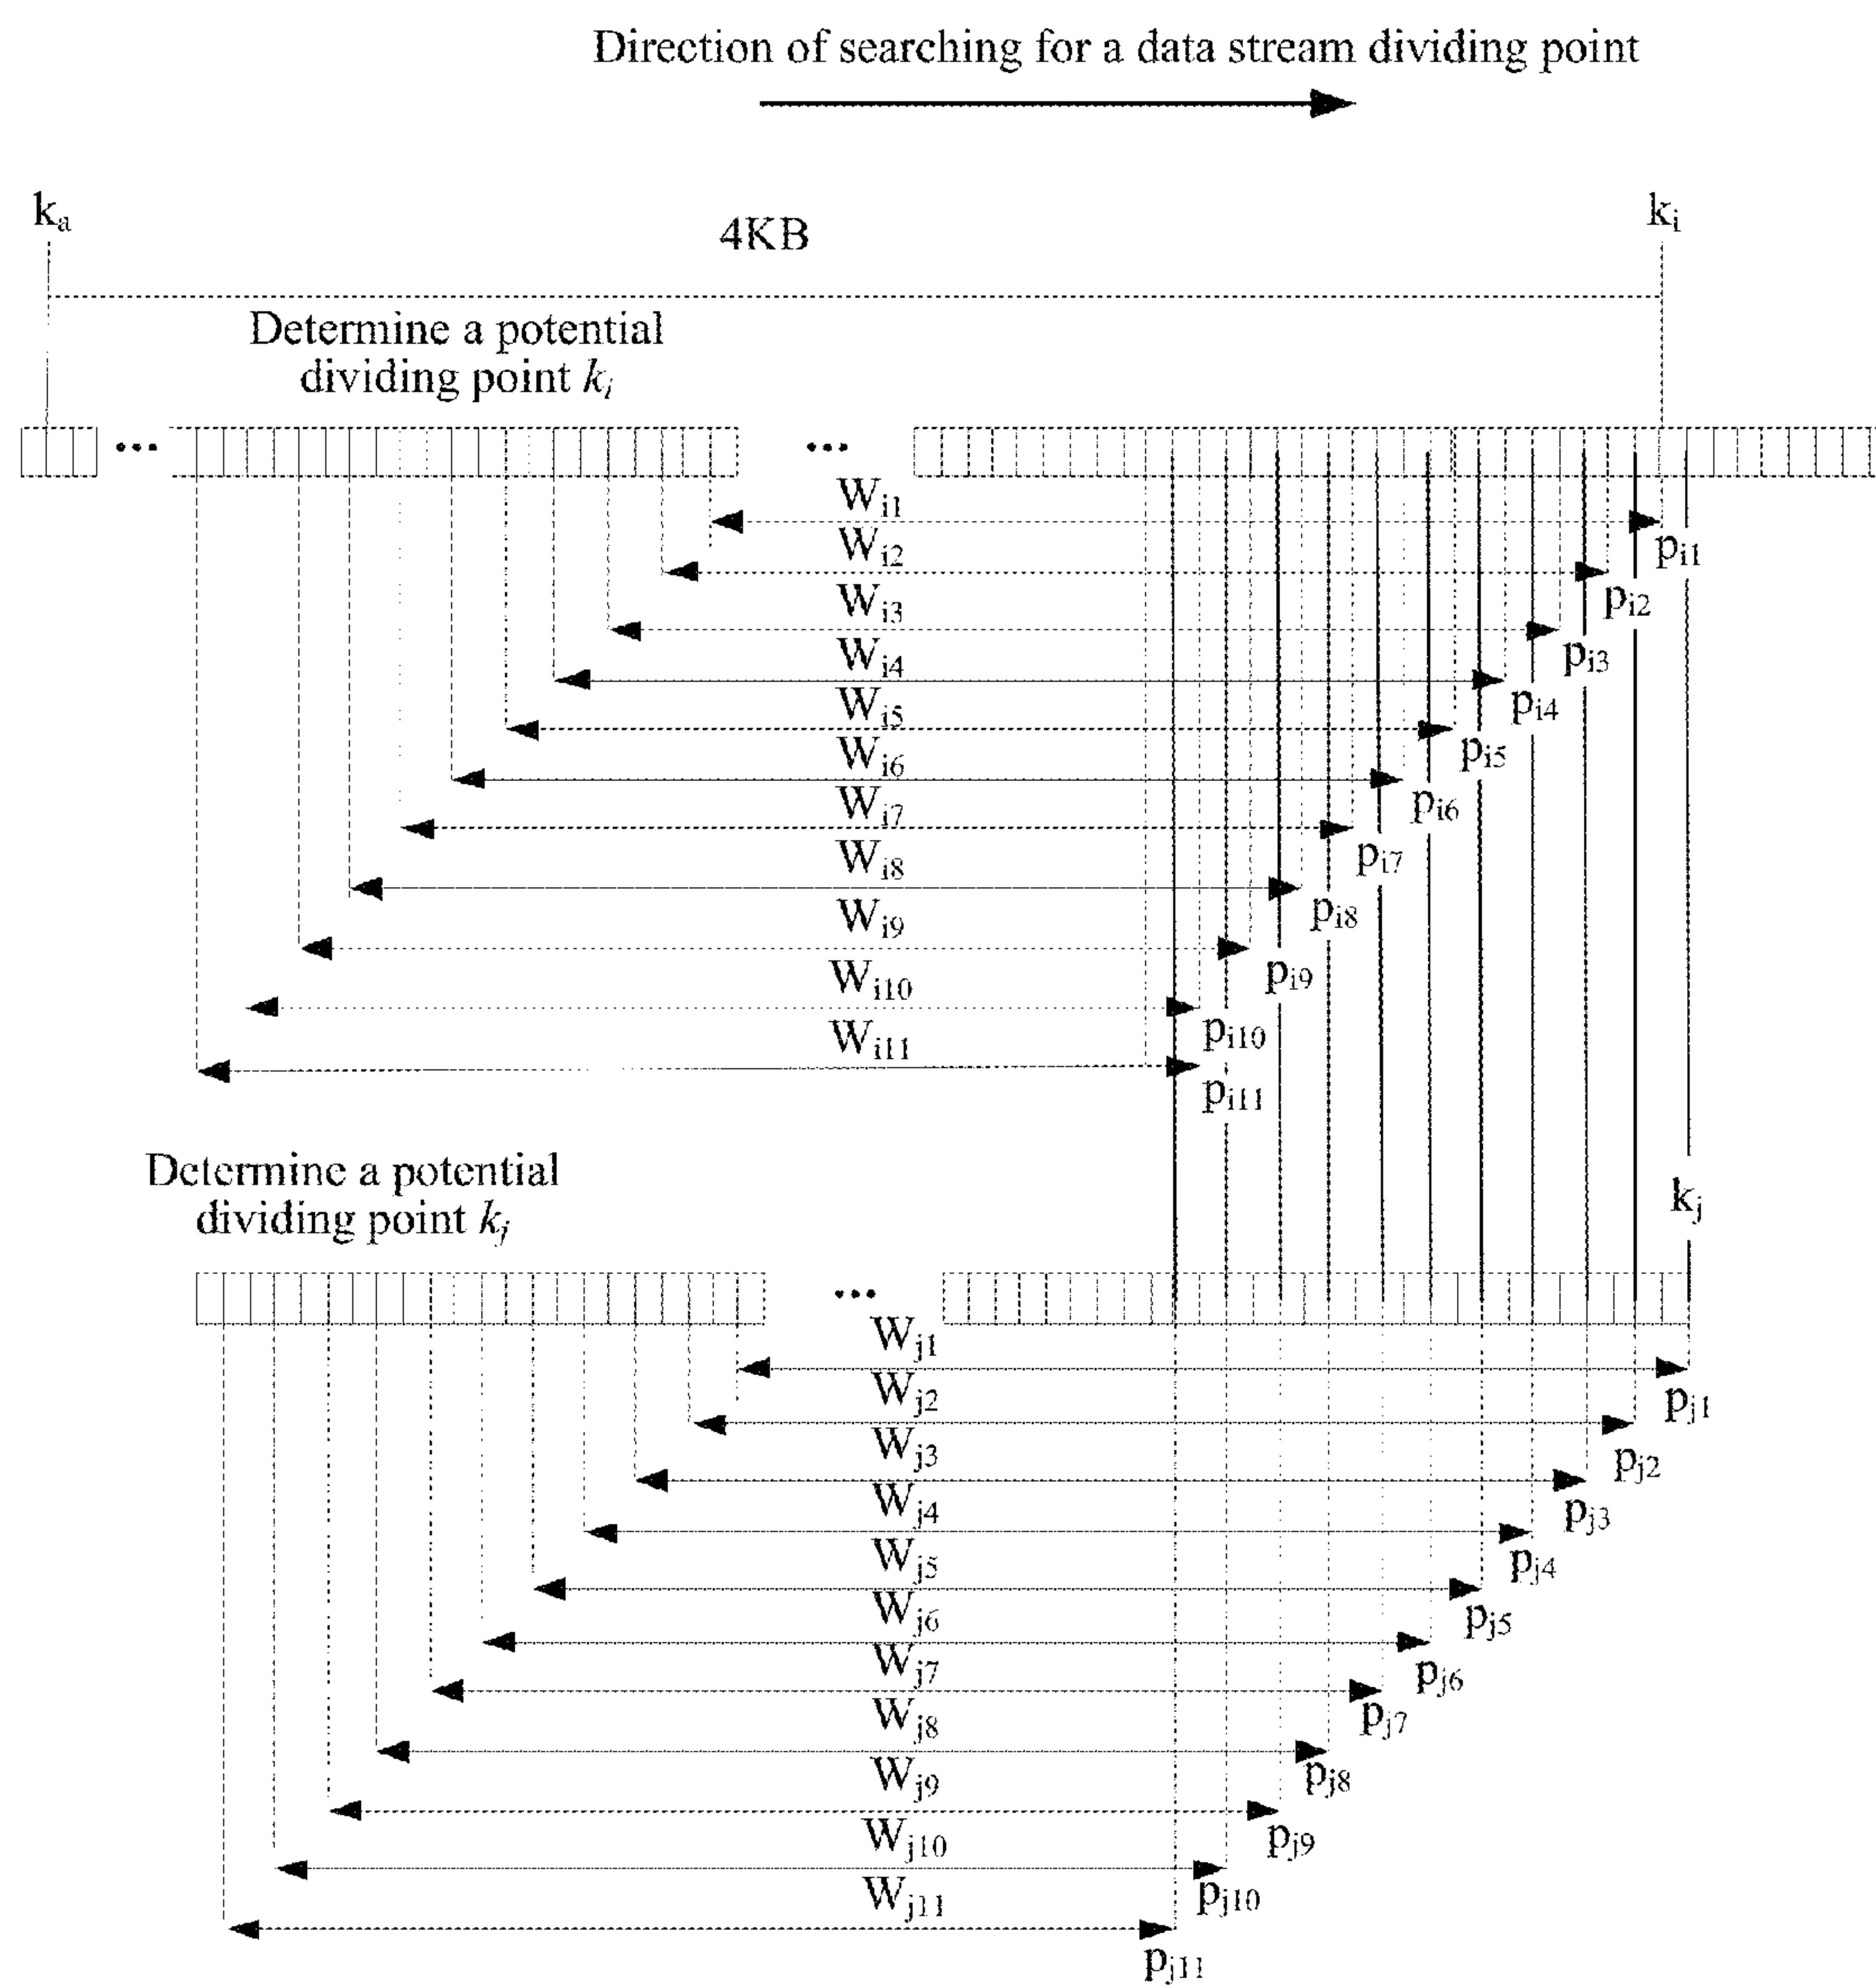 Direction of searching for a data stream dividing point
kₐ
4KB
kᵢ
Determine a potential
dividing point kᵢ
...
...
Wi1
pi1
Wi2
pi2
Wi3
pi3
Wi4
pi4
Wi5
pi5
Wi6
pi6
Wi7
pi7
Wi8
pi8
Wi9
pi9
Wi10
pi10
Wi11
pi11
Determine a potential
dividing point kⱼ
kⱼ
...
Wj1
pj1
Wj2
pj2
Wj3
pj3
Wj4
pj4
Wj5
pj5
Wj6
pj6
Wj7
pj7
Wj8
pj8
Wj9
pj9
Wj10
pj10
Wj11
pj11